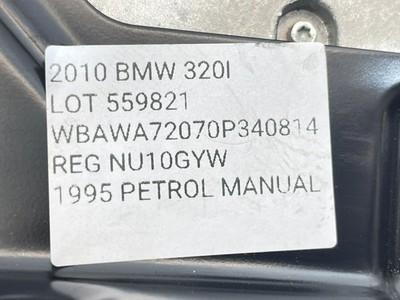 2010 BMW 320I
LOT 559821
WBAWA72070P340814
REG NU10GYW
1995 PETROL MANUAL